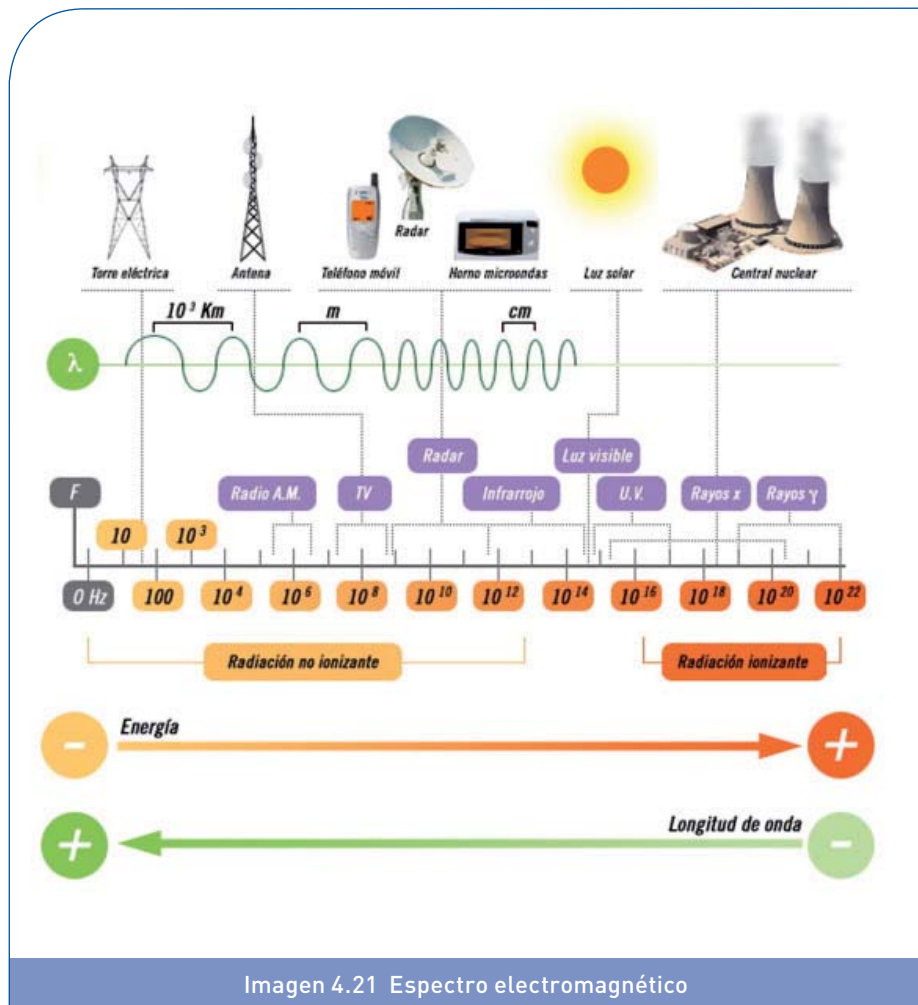 Radar
Torre eléctrica Antena Teléfono móvil Horno microondas Luz solar Central nuclear
10³ Km m cm
λ
Radar Luz visible
F Radio A.M. TV Infrarrojo U.V. Rayos x Rayos γ
10 10³
0 Hz 100 10⁴ 10⁶ 10⁸ 10¹⁰ 10¹² 10¹⁴ 10¹⁶ 10¹⁸ 10²⁰ 10²²
Radiación no ionizante Radiación ionizante
Energía
- +
Longitud de onda
+ -
Imagen 4.21 Espectro electromagnético